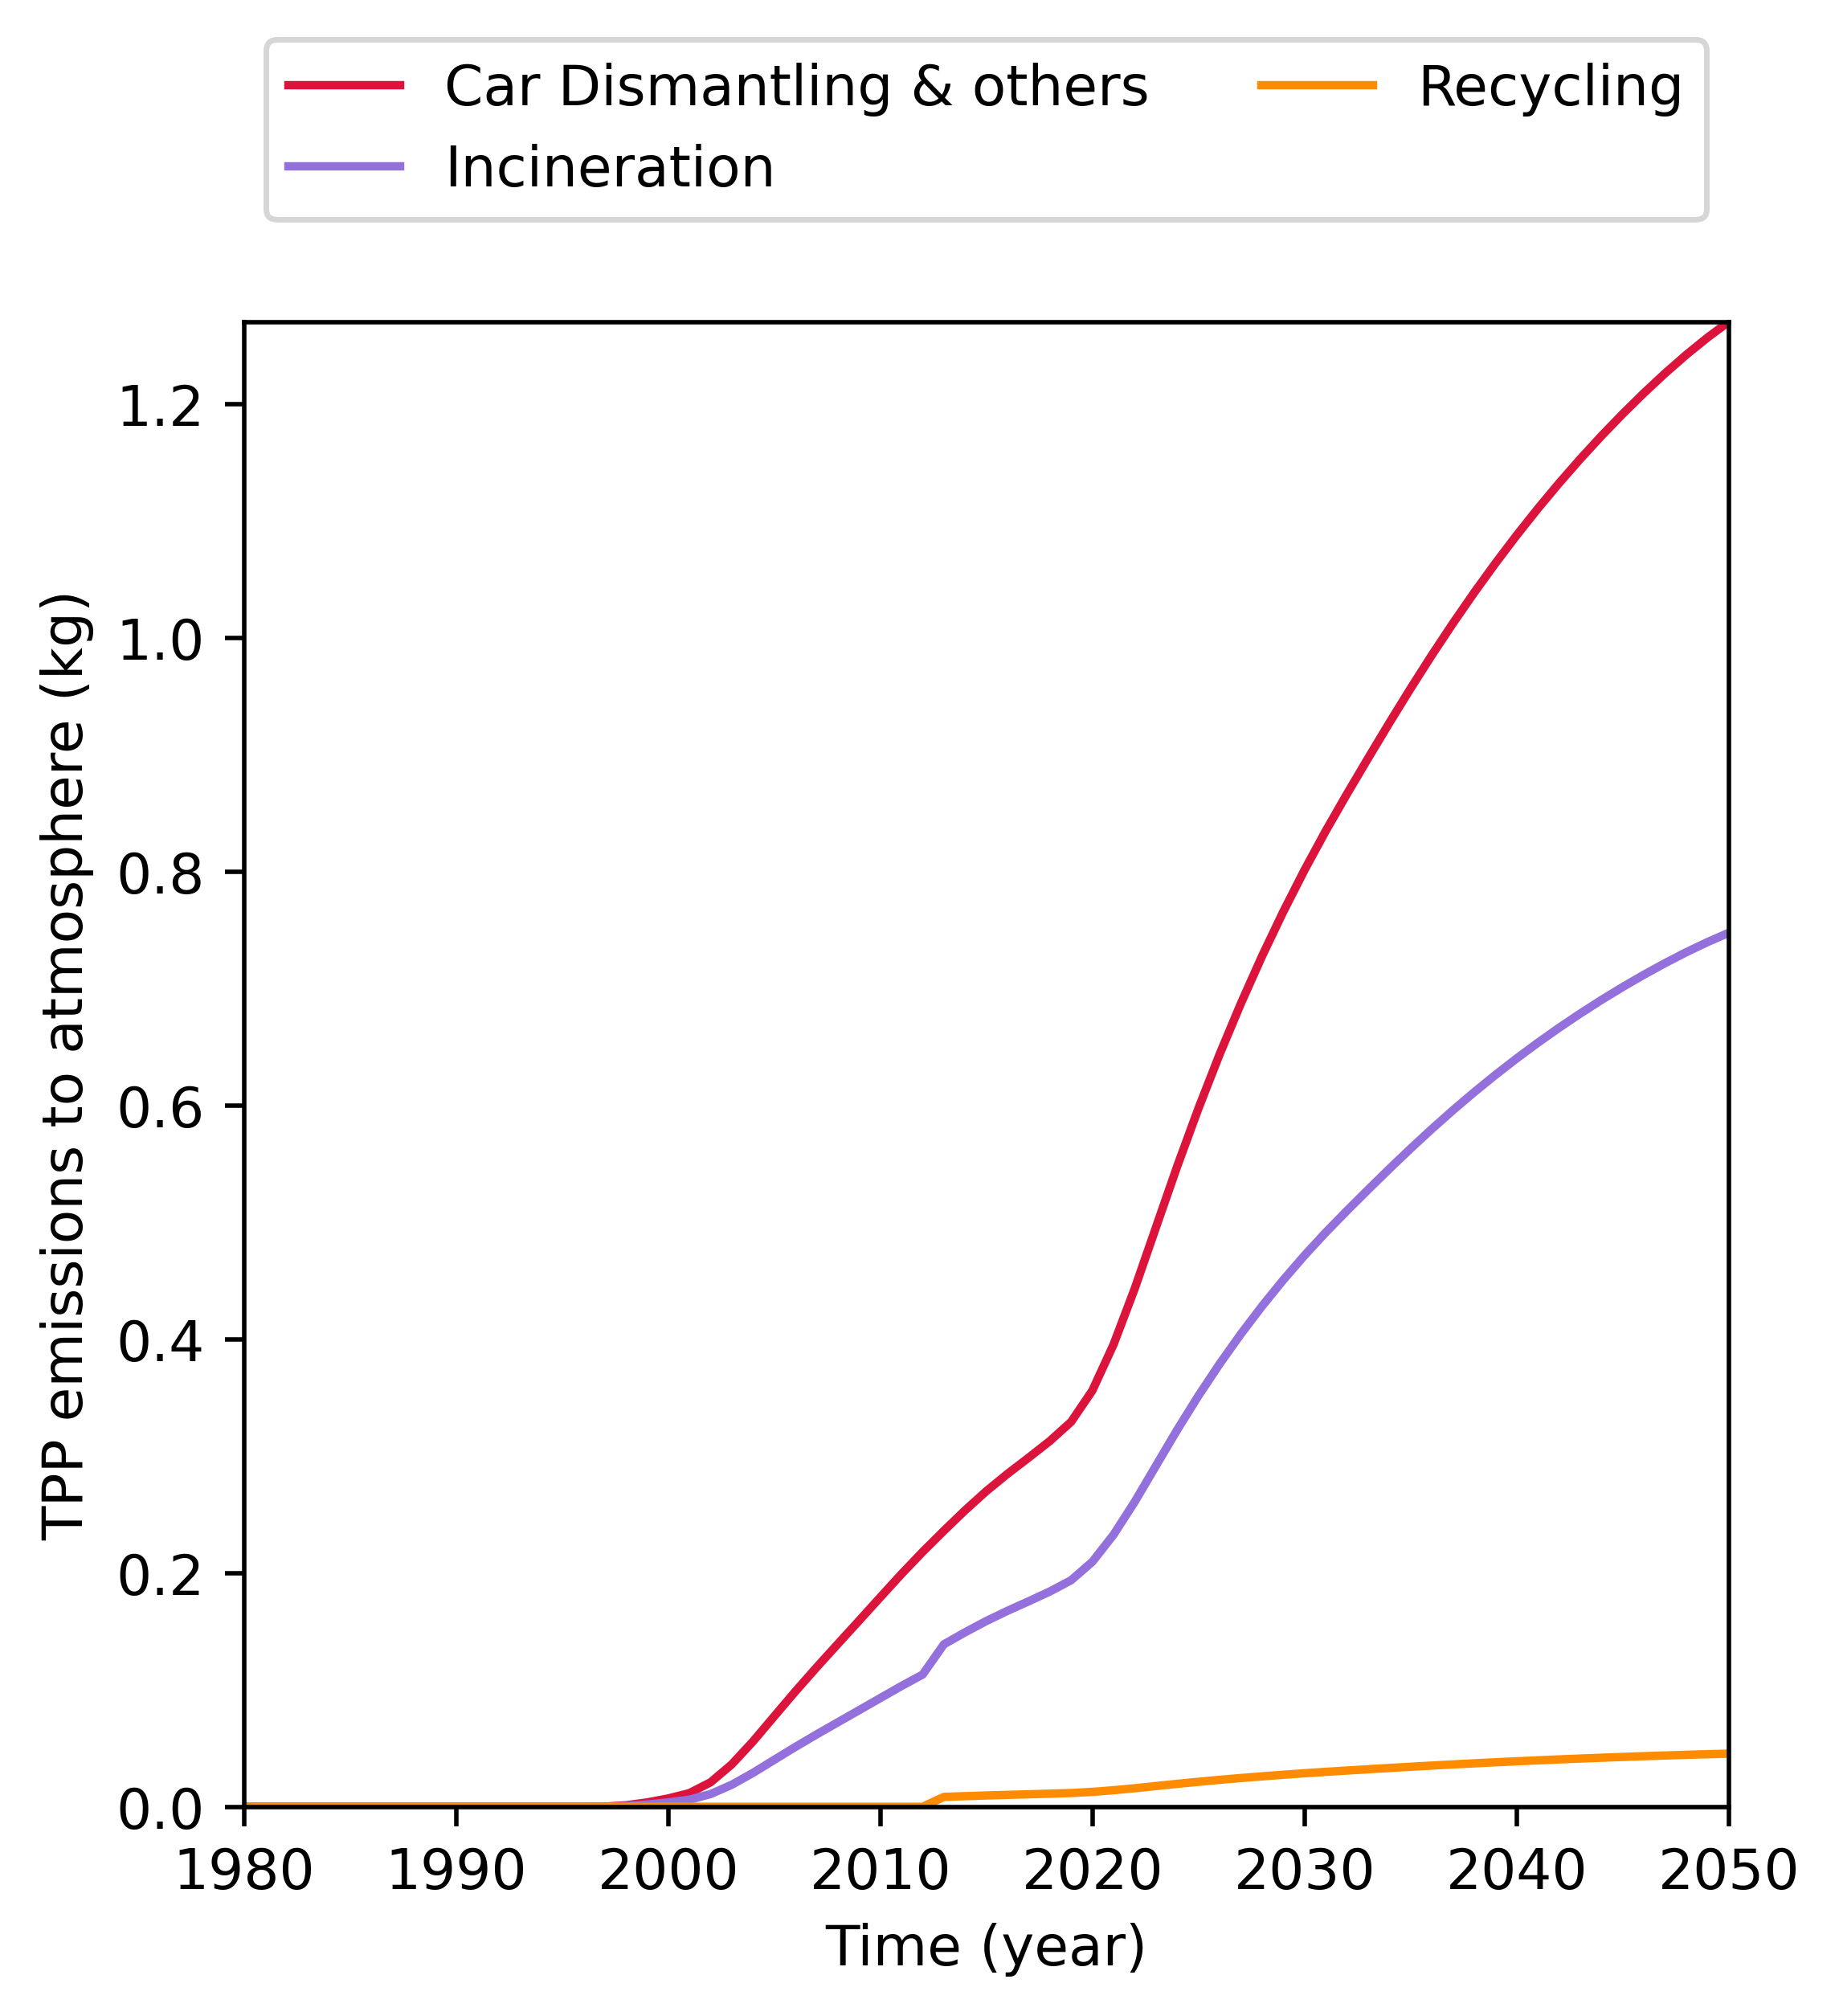 Car Dismantling & others
Recycling
Incineration
TPP emissions to atmosphere (kg)
1.2
1.0
0.8
0.6
0.4
0.2
0.0
1980 1990 2000 2010 2020 2030 2040 2050
Time (year)